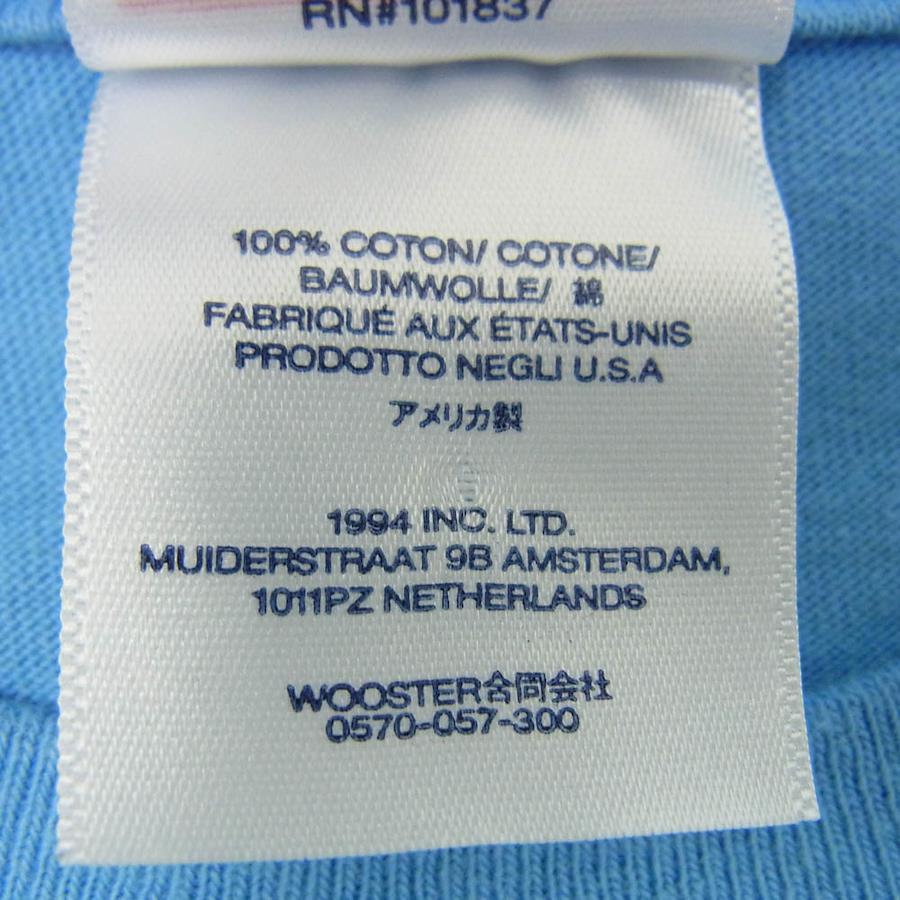 RN#101837
100% COTON/ COTONE/
BAUMWOLLE/ 綿
FABRIQUÉ AUX ÉTATS-UNIS
PRODOTTO NEGLI U.S.A
アメリカ製
1994 INC. LTD.
MUIDERSTRAAT 9B AMSTERDAM,
1011PZ NETHERLANDS
WOOSTER合同会社
0570-057-300